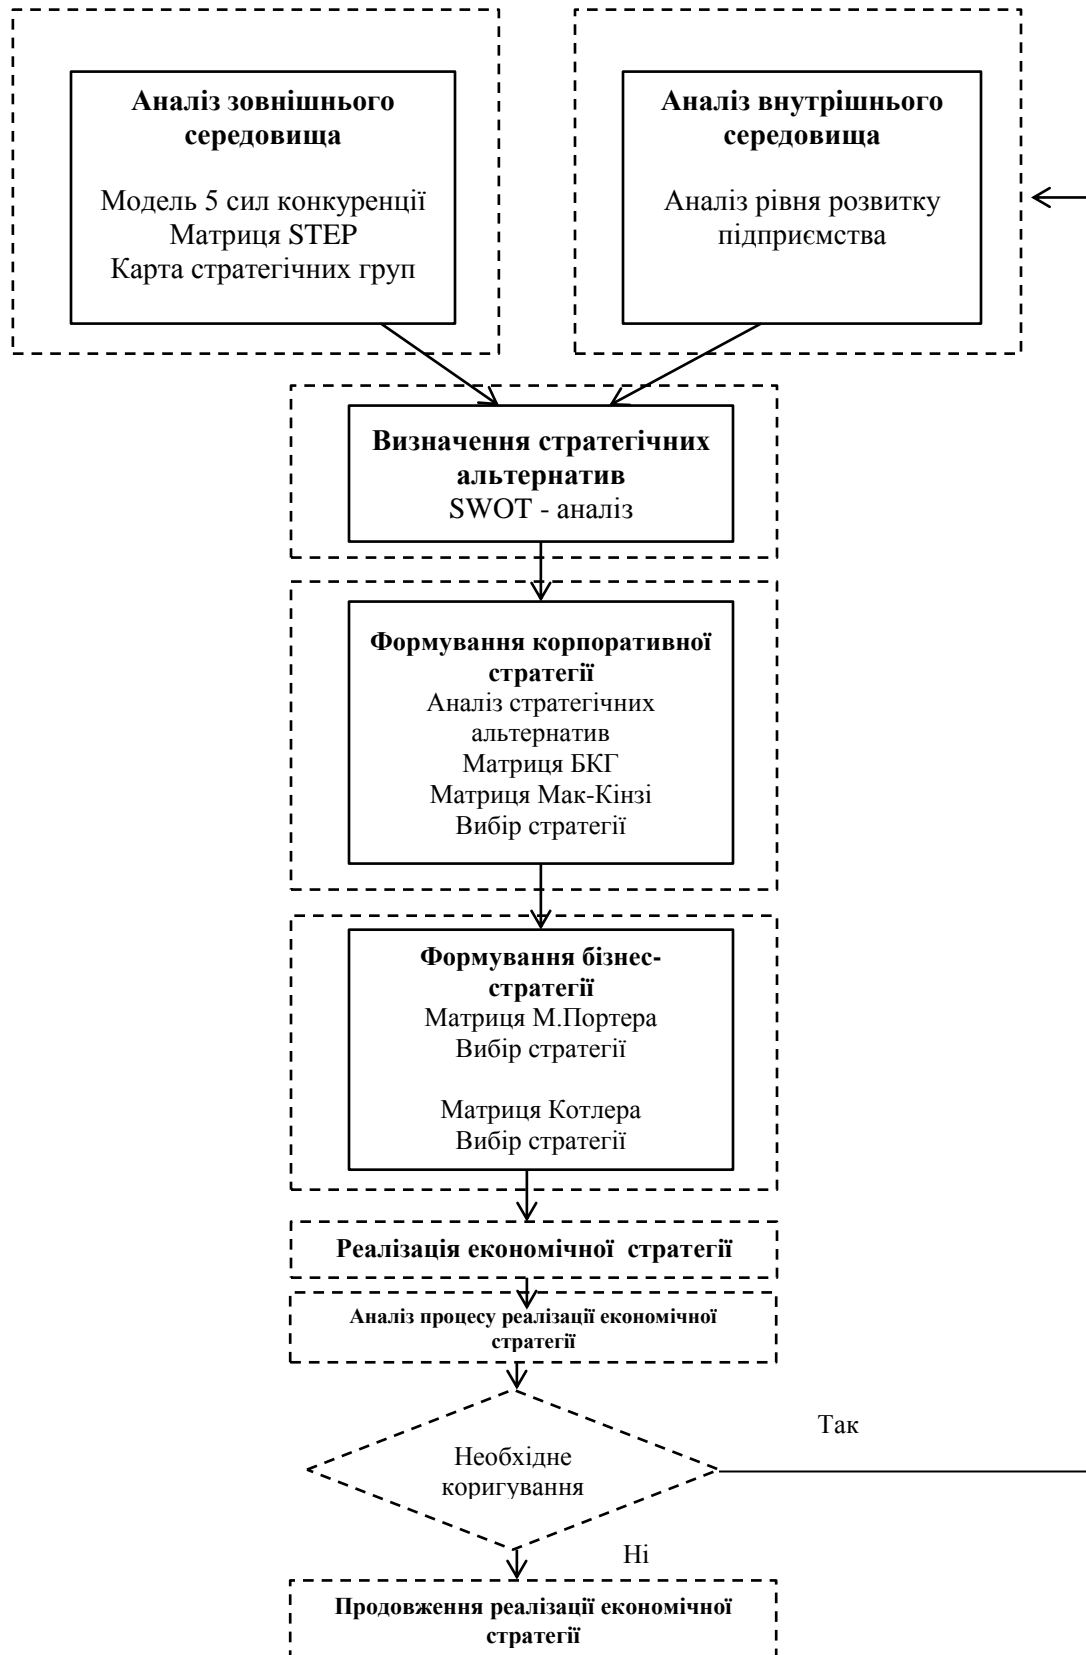 Аналіз зовнішнього
середовища
Модель 5 сил конкуренції
Матриця STEP
Карта стратегічних груп
Аналіз внутрішнього
середовища
Аналіз рівня розвитку
підприємства
Визначення стратегічних
альтернатив
SWOT - аналіз
Формування корпоративної
стратегії
Аналіз стратегічних
альтернатив
Матриця БКГ
Матриця Мак-Кінзі
Вибір стратегії
Формування бізнес-
стратегії
Матриця М.Портера
Вибір стратегії
Матриця Котлера
Вибір стратегії
Реалізація економічної  стратегії
Аналіз процесу реалізації економічної
стратегії
Необхідне
коригування
Так
Ні
Продовження реалізації економічної
стратегії